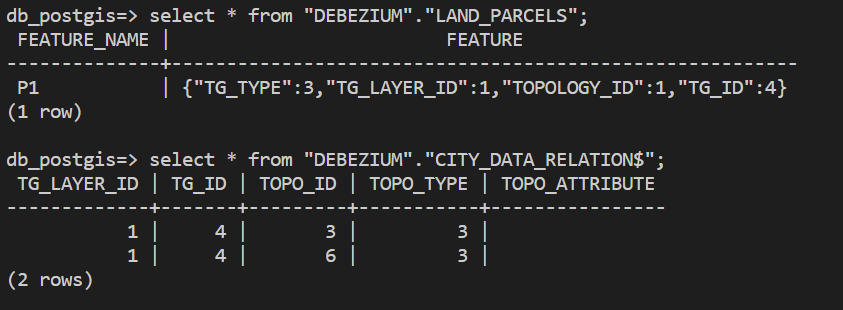 db_postgis=> select * from "DEBEZIUM"."LAND_PARCELS";
 FEATURE_NAME |                          FEATURE
--------------+-----------------------------------------------------------
 P1           | {"TG_TYPE":3,"TG_LAYER_ID":1,"TOPOLOGY_ID":1,"TG_ID":4}
(1 row)

db_postgis=> select * from "DEBEZIUM"."CITY_DATA_RELATION$";
 TG_LAYER_ID | TG_ID | TOPO_ID | TOPO_TYPE | TOPO_ATTRIBUTE
-------------+-------+---------+-----------+----------------
           1 |     4 |       3 |         3 |
           1 |     4 |       6 |         3 |
(2 rows)